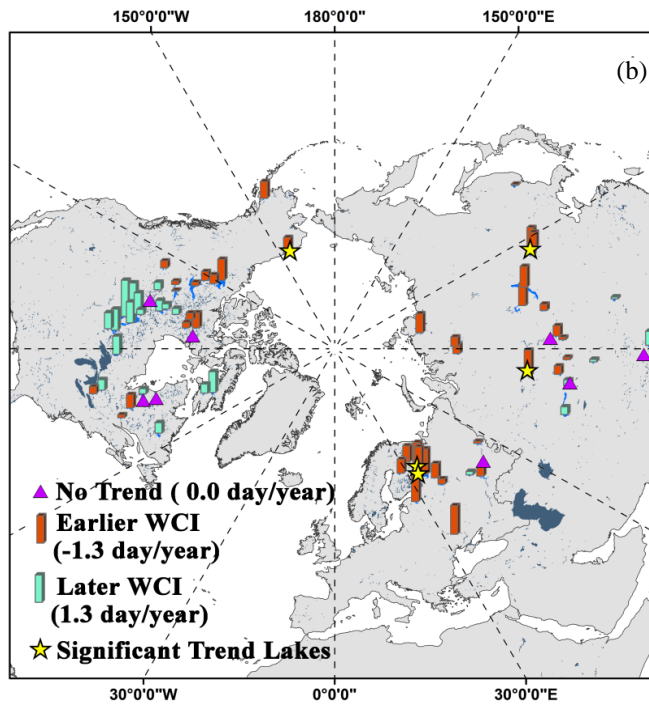 150°0'0"W 180°0'0" 150°0'0"E
(b)
No Trend ( 0.0 day/year)
Earlier WCI
(-1.3 day/year)
Later WCI
(1.3 day/year)
Significant Trend Lakes
30°0'0"W 0°0'0" 30°0'0"E